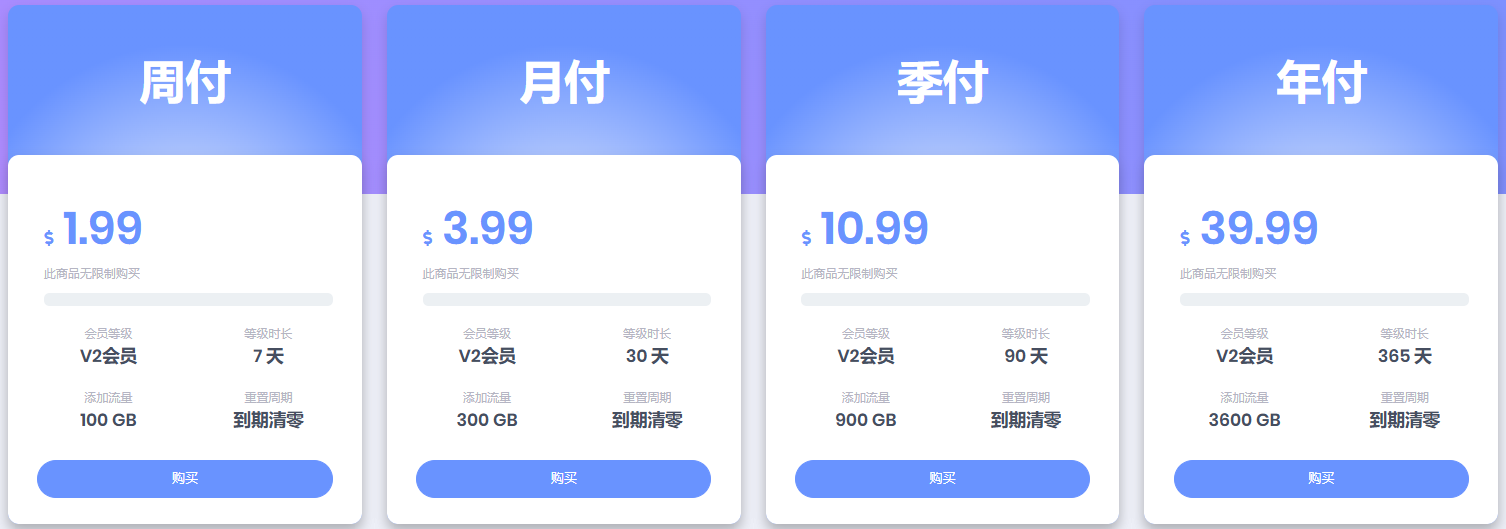 周付
$ 1.99
此商品无限制购买
会员等级 等级时长
V2会员 7 天
添加流量 重置周期
100 GB 到期清零
购买
月付
$ 3.99
此商品无限制购买
会员等级 等级时长
V2会员 30 天
添加流量 重置周期
300 GB 到期清零
购买
季付
$ 10.99
此商品无限制购买
会员等级 等级时长
V2会员 90 天
添加流量 重置周期
900 GB 到期清零
购买
年付
$ 39.99
此商品无限制购买
会员等级 等级时长
V2会员 365 天
添加流量 重置周期
3600 GB 到期清零
购买